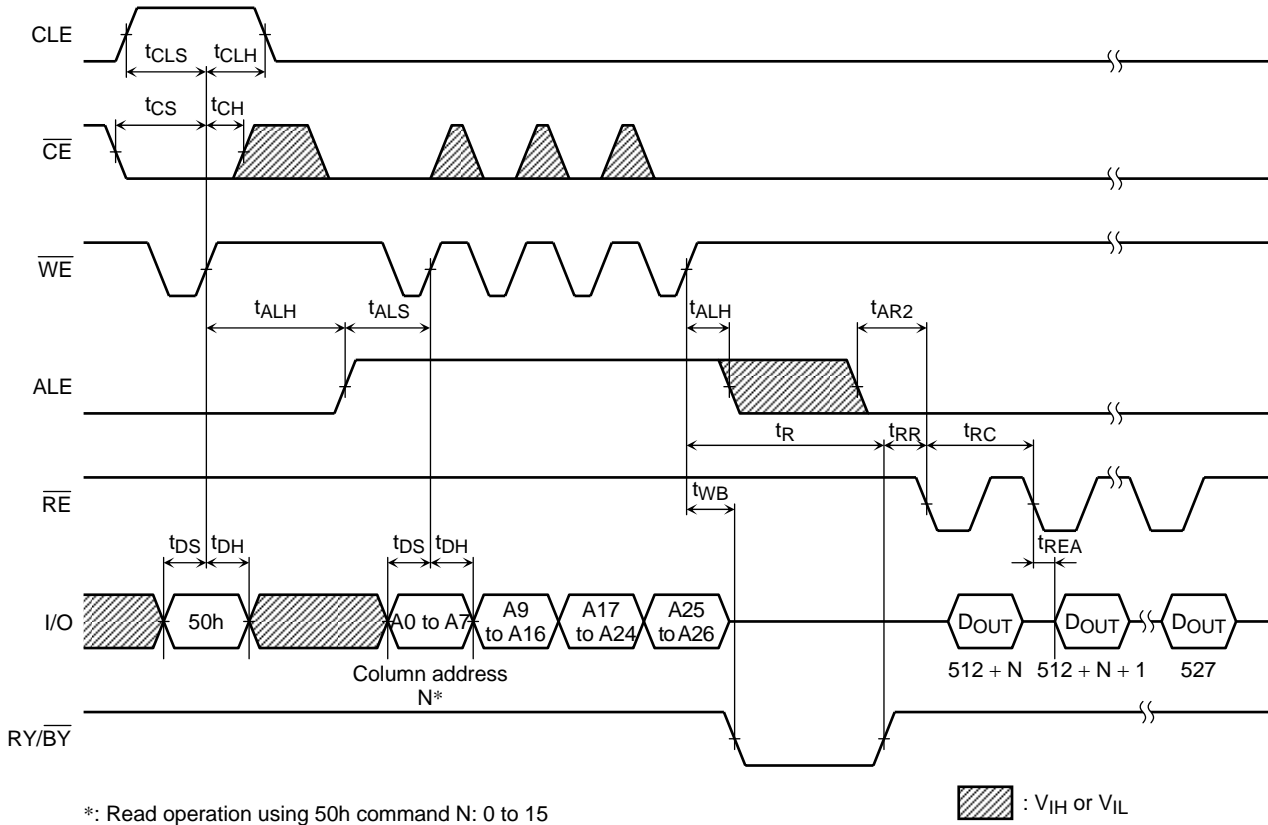 CLE
tCLS tCLH
tCS tCH
CE
WE
tALH tALS tALH tAR2
ALE
tR tRR tRC
RE
tWB
tDS tDH tDS tDH tREA
I/O 50h A0 to A7 A9 to A16 A17 to A24 A25 to A26 DOUT DOUT DOUT
512 + N 512 + N + 1 527
Column address
N*
RY/BY
*: Read operation using 50h command N: 0 to 15
: VIH or VIL